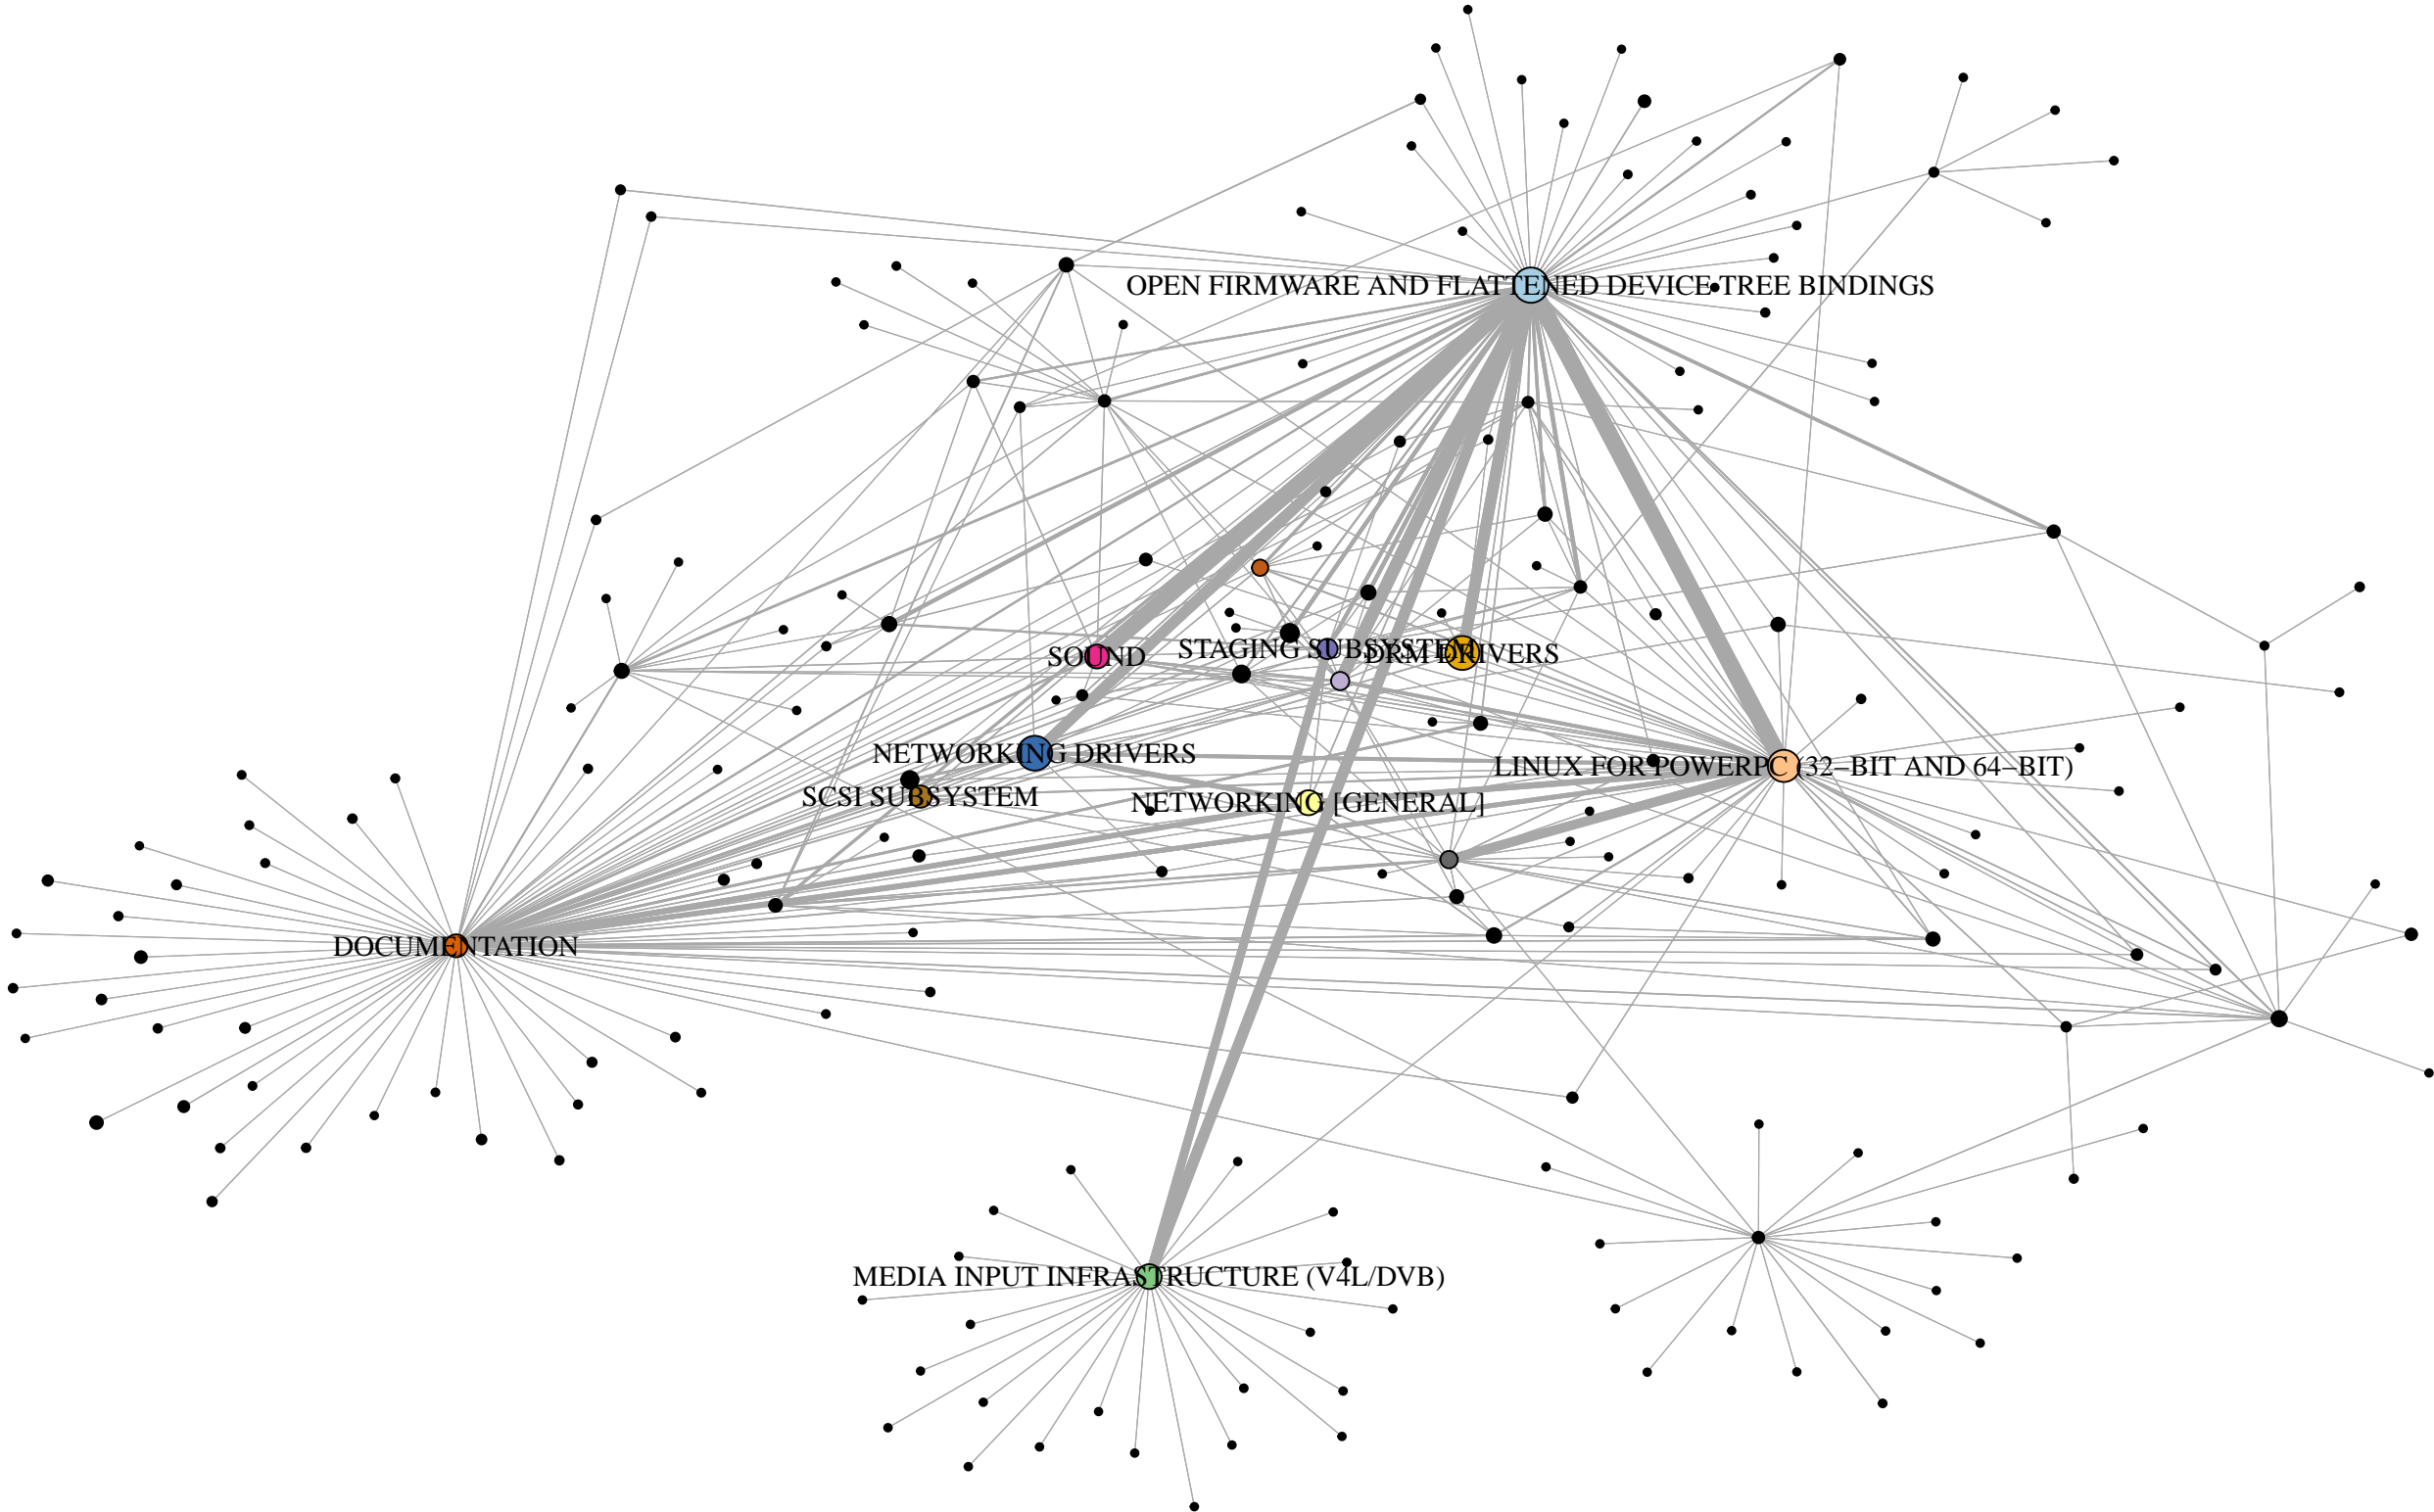 OPEN FIRMWARE AND FLATTENED DEVICE TREE BINDINGS
STAGING SUBSYSTEM
SOUND
DRM DRIVERS
NETWORKING DRIVERS
LINUX FOR POWERPC (32−BIT AND 64−BIT)
SCSI SUBSYSTEM
NETWORKING [GENERAL]
DOCUMENTATION
MEDIA INPUT INFRASTRUCTURE (V4L/DVB)